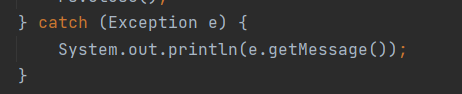 } catch (Exception e) {
System.out.println(e.getMessage());
}